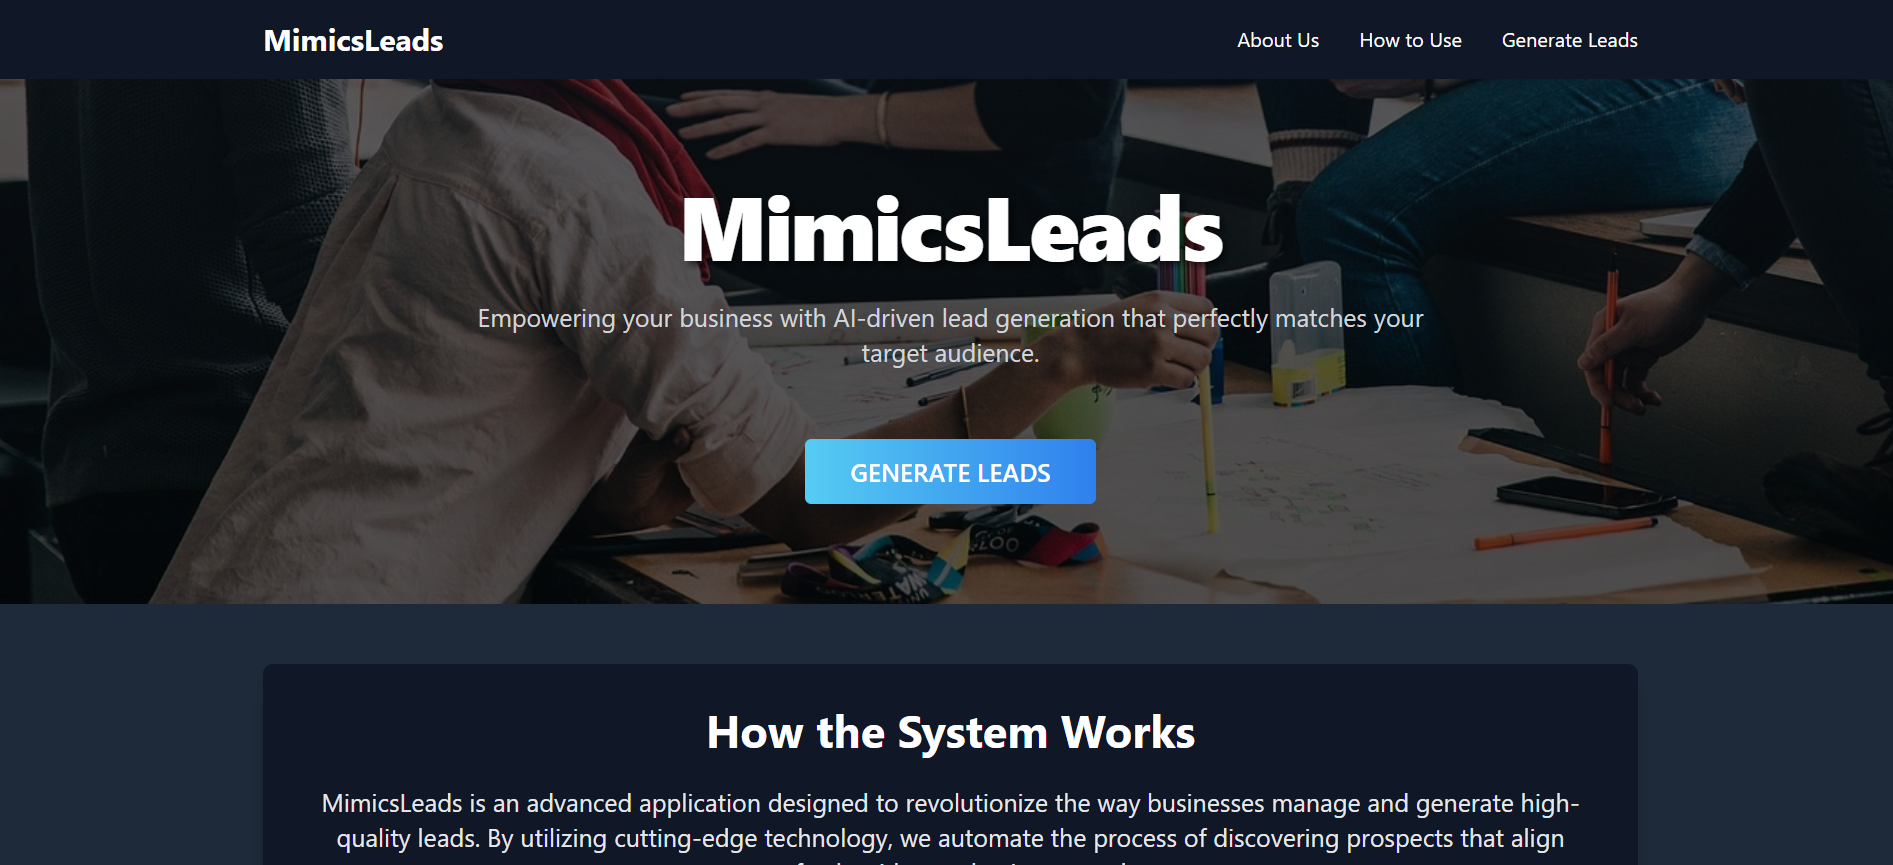 MimicsLeads
About Us
How to Use
Generate Leads
MimicsLeads
Empowering your business with AI-driven lead generation that perfectly matches your
target audience.
GENERATE LEADS
How the System Works
MimicsLeads is an advanced application designed to revolutionize the way businesses manage and generate high-
quality leads. By utilizing cutting-edge technology, we automate the process of discovering prospects that align